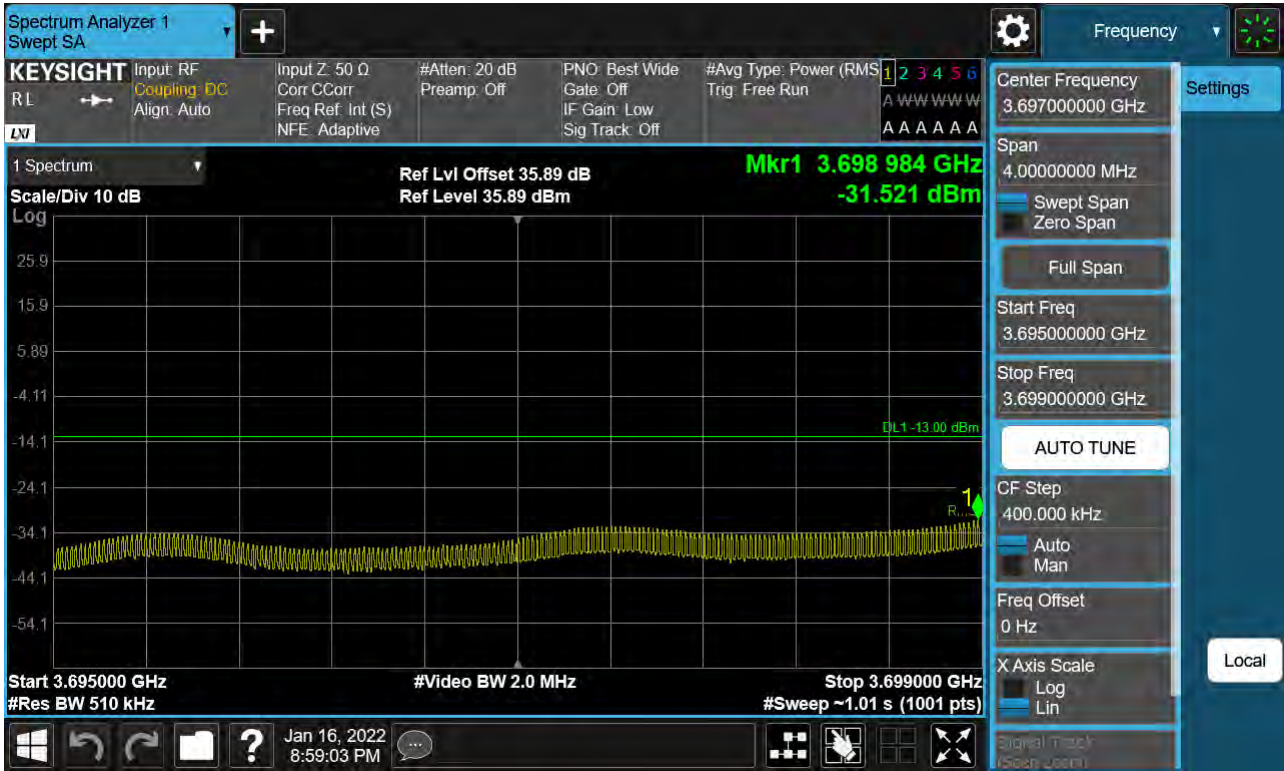 Spectrum Analyzer 1
Swept SA
+
Frequency
KEYSIGHT
RL
LXI
Input: RF
Coupling: DC
Align: Auto
Input Z: 50 Ω
Corr CCorr
Freq Ref: Int (S)
NFE: Adaptive
#Atten: 20 dB
Preamp: Off
PNO: Best Wide
Gate: Off
IF Gain: Low
Sig Track: Off
#Avg Type: Power (RMS
Trig: Free Run
1 2 3 4 5 6
A W W W W W
A A A A A A
1 Spectrum
Scale/Div 10 dB
Log
Ref Lvl Offset 35.89 dB
Ref Level 35.89 dBm
Mkr1 3.698 984 GHz
-31.521 dBm
25.9
15.9
5.89
-4.11
-14.1
-24.1
-34.1
-44.1
-54.1
DL1 -13.00 dBm
1
R...
Start 3.695000 GHz
#Res BW 510 kHz
#Video BW 2.0 MHz
Stop 3.699000 GHz
#Sweep ~1.01 s (1001 pts)
Center Frequency
3.697000000 GHz
Span
4.00000000 MHz
Swept Span
Zero Span
Full Span
Start Freq
3.695000000 GHz
Stop Freq
3.699000000 GHz
AUTO TUNE
CF Step
400.000 kHz
Auto
Man
Freq Offset
0 Hz
X Axis Scale
Log
Lin
Signal Track
(Span Zoom)
Settings
Local
?
Jan 16, 2022
8:59:03 PM